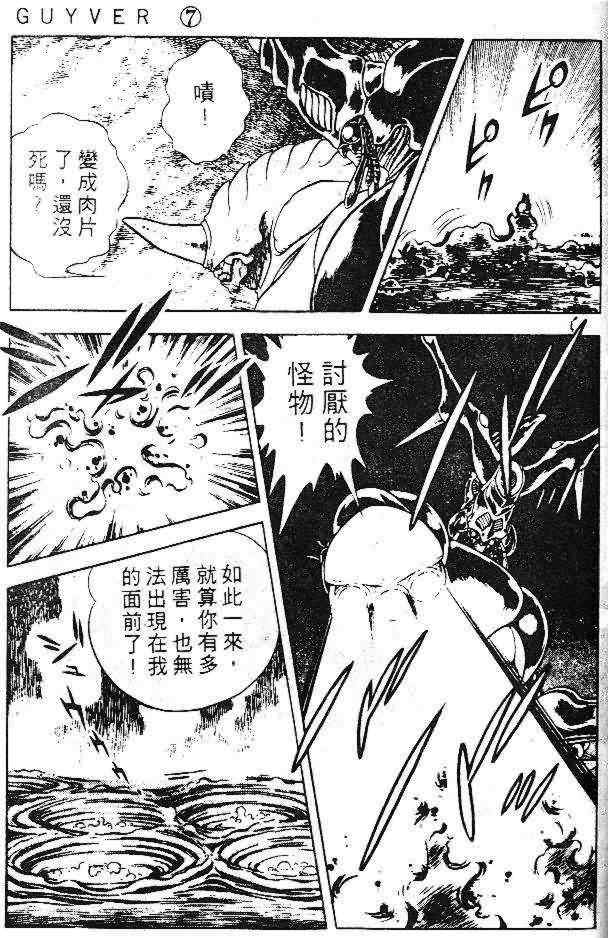 GUYVER ⑦
ピク
ピク
嘖！
變成肉片
了，還沒
死嗎？
討厭的
怪物！
如此一來，
就算你有多
厲害，也無
法出現在我
的面前了！